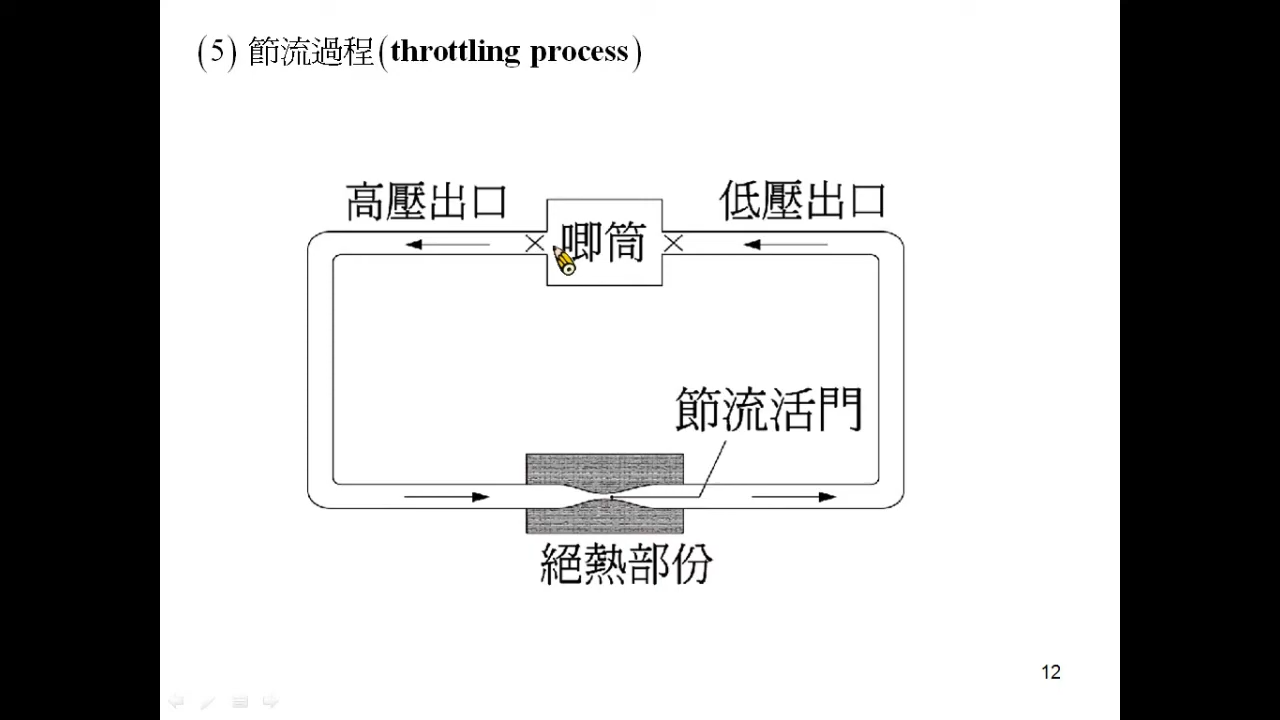 (5) 節流過程(throttling process)
高壓出口
低壓出口
唧筒
節流活門
絕熱部份
12